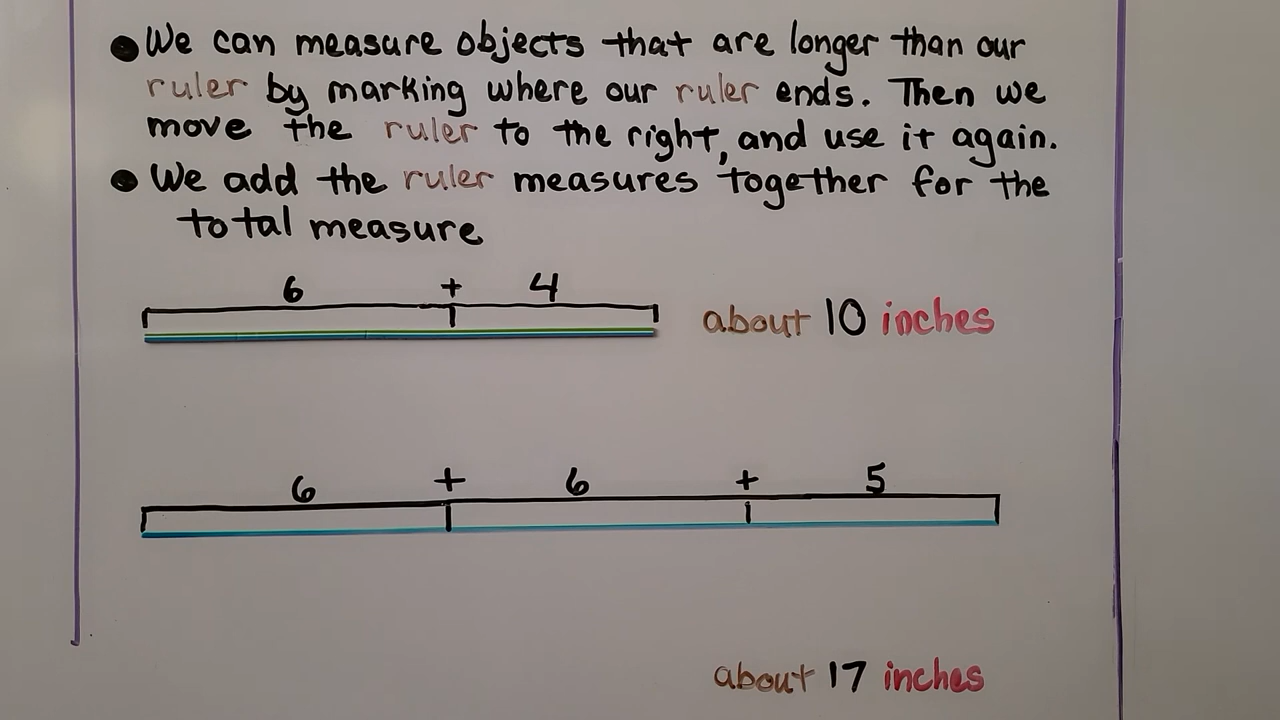 ● We can measure objects that are longer than our
ruler by marking where our ruler ends. Then we
move the ruler to the right, and use it again.
● We add the ruler measures together for the
total measure
6 + 4
about 10 inches
6 + 6 + 5
about 17 inches